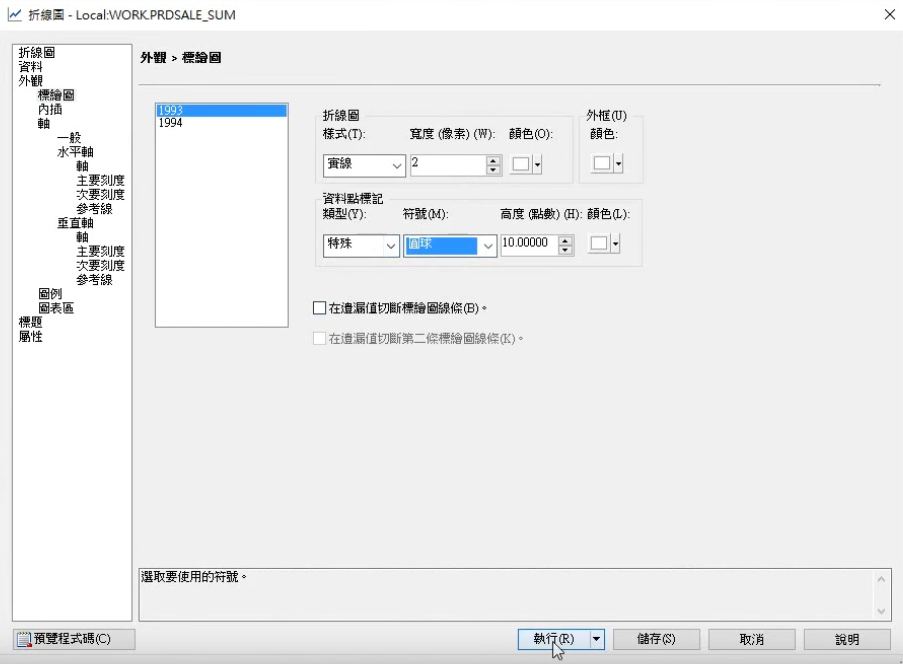 折線圖 - Local:WORK.PRDSALE_SUM
折線圖
資料
外觀
標繪圖
內插
軸
一般
水平軸
軸
主要刻度
次要刻度
參考線
垂直軸
軸
主要刻度
次要刻度
參考線
圖例
圖表區
標題
屬性
外觀 > 標繪圖
1993
1994
折線圖
樣式(T): 寬度 (像素) (W): 顏色(O):
實線 2
外框(U)
顏色:
資料點標記
類型(Y): 符號(M): 高度 (點數) (H): 顏色(L):
特殊 圓球 10.00000
在遺漏值切斷標繪圖線條(B)。
在遺漏值切斷第二條標繪圖線條(K)。
選取要使用的符號。
預覽程式碼(C) 執行(R) 儲存(S) 取消 說明